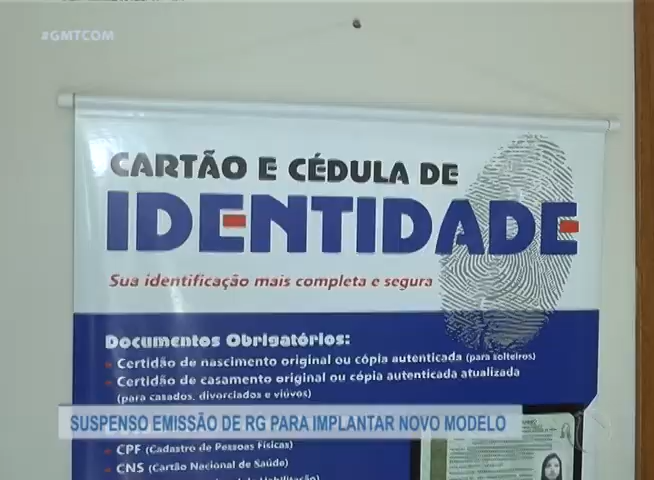 #GMTCOM
CARTÃO E CÉDULA DE
IDENTIDADE
Sua identificação mais completa e segura
Documentos Obrigatórios:
Certidão de nascimento original ou cópia autenticada (para solteiros)
Certidão de casamento original ou cópia autenticada atualizada
(para casados, divorciados e viúvos)
SUSPENSO EMISSÃO DE RG PARA IMPLANTAR NOVO MODELO
CPF (Cadastro de Pessoas Físicas)
CNS (Cartão Nacional de Saúde)